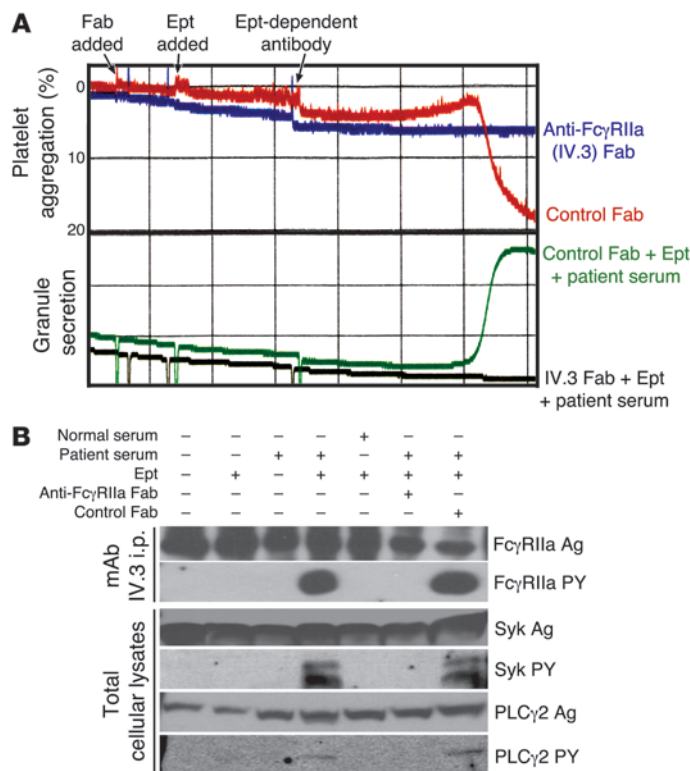 A
Fab
added
Ept
added
Ept-dependent
antibody
Platelet
aggregation (%)
0
10
20
Anti-FcγRIIa
(IV.3) Fab
Control Fab
Granule
secretion
Control Fab + Ept
+ patient serum
IV.3 Fab + Ept
+ patient serum
B
Normal serum – – – – + – –
Patient serum – – + + – + +
Ept – + – + + + +
Anti-FcγRIIa Fab – – – – – + –
Control Fab – – – – – – +
mAb
IV.3 i.p.
FcγRIIa Ag
FcγRIIa PY
Total
cellular lysates
Syk Ag
Syk PY
PLCγ2 Ag
PLCγ2 PY